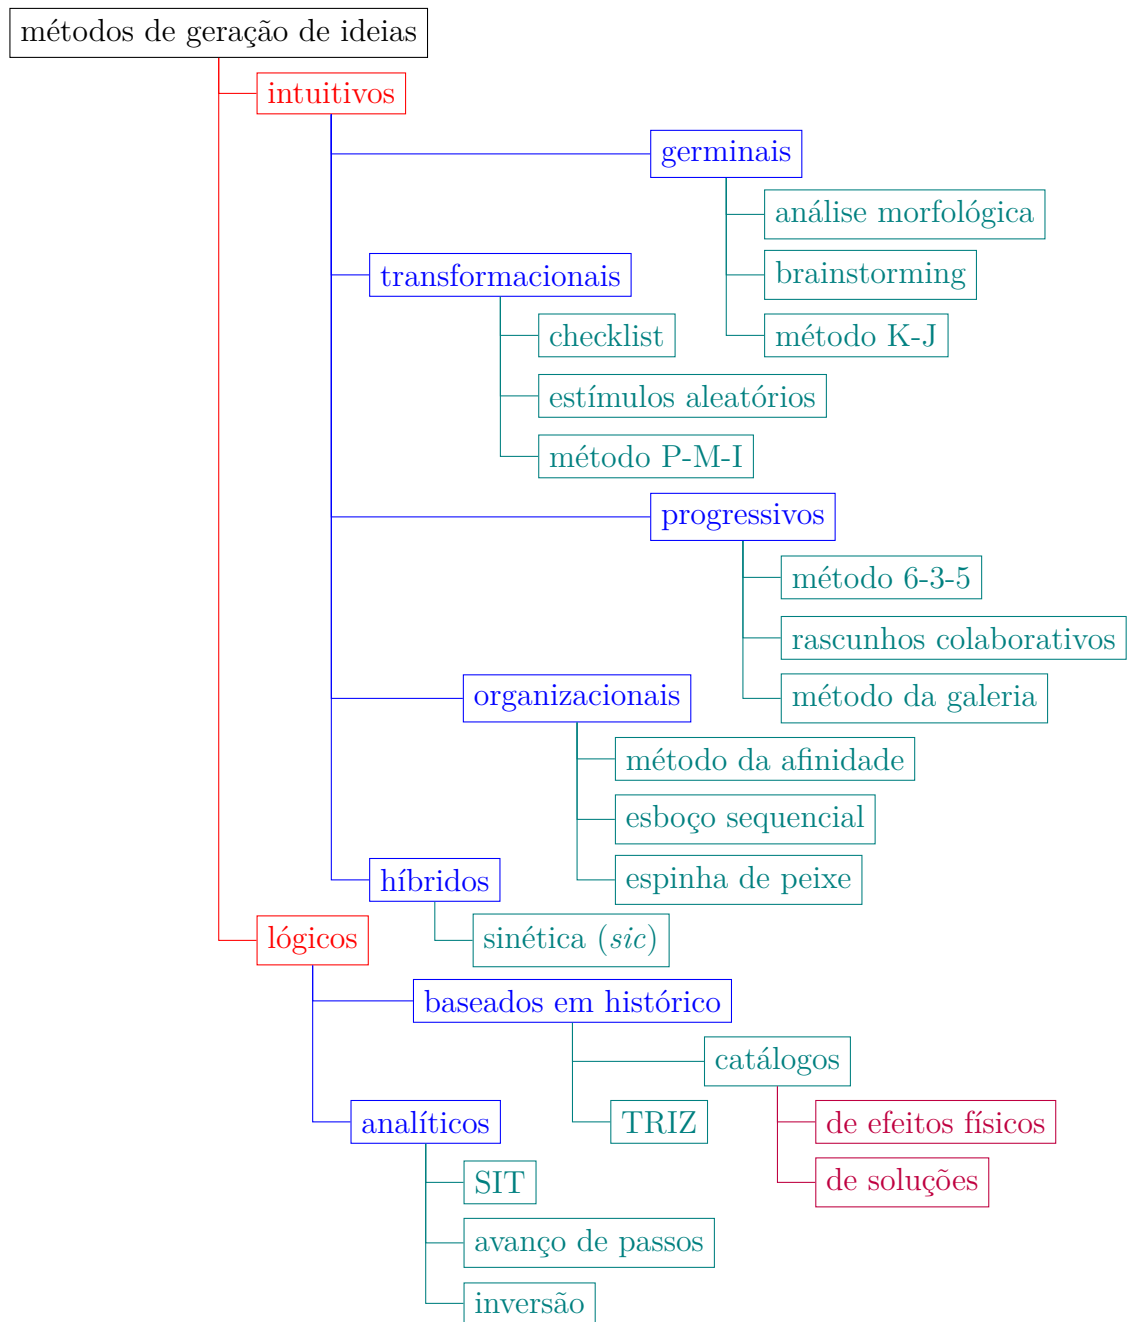 métodos de geração de ideias
intuitivos
germinais
análise morfológica
brainstorming
método K-J
transformacionais
checklist
estímulos aleatórios
método P-M-I
progressivos
método 6-3-5
rascunhos colaborativos
método da galeria
organizacionais
método da afinidade
esboço sequencial
espinha de peixe
híbridos
sinética (sic)
lógicos
baseados em histórico
catálogos
de efeitos físicos
de soluções
TRIZ
analíticos
SIT
avanço de passos
inversão